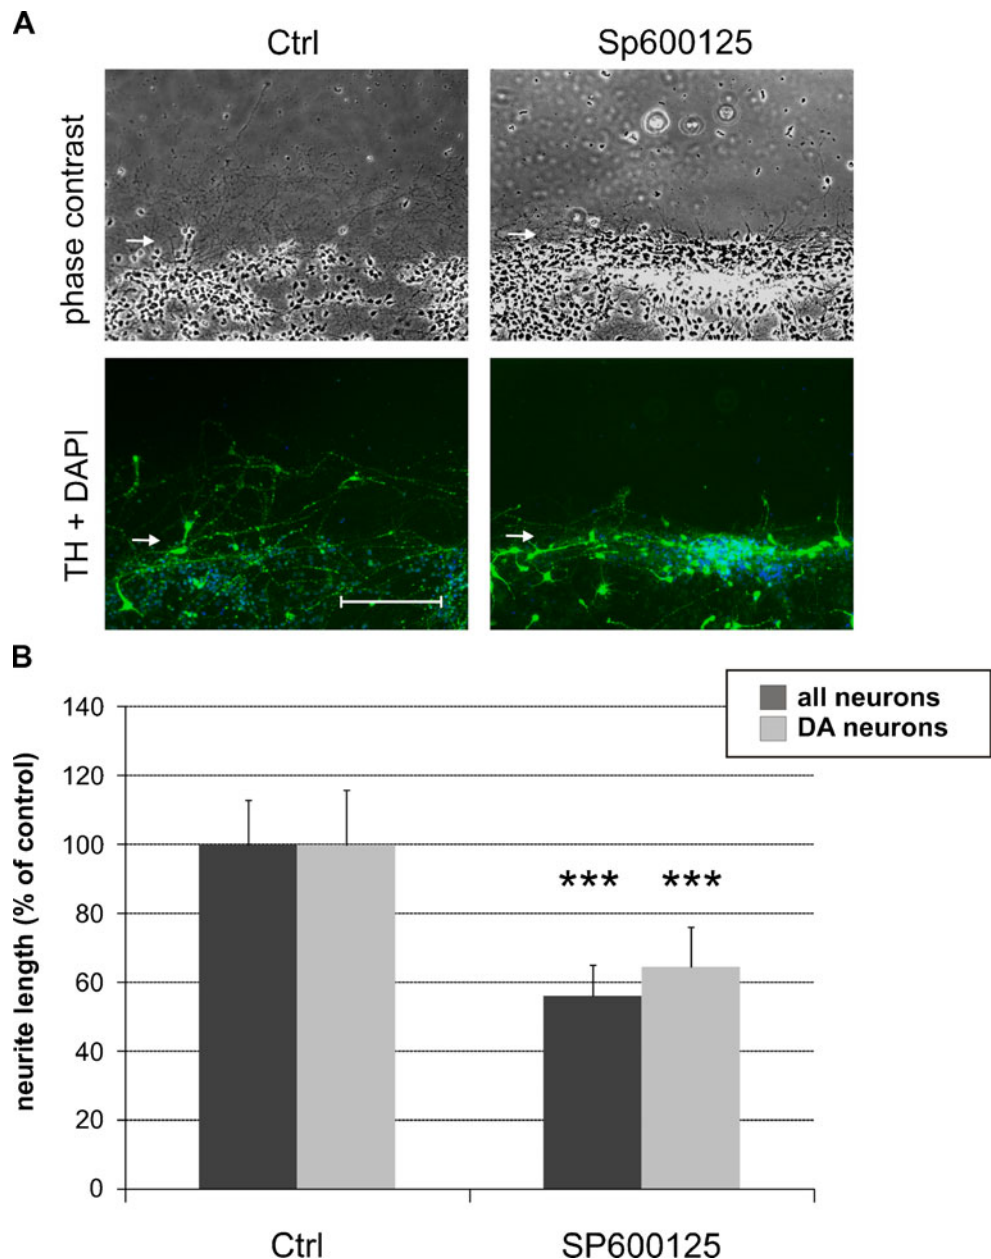 A
Ctrl
Sp600125
phase contrast
TH + DAPI
B
all neurons
DA neurons
neurite length (% of control)
140
120
100
80
60
40
20
0
*** ***
Ctrl
SP600125